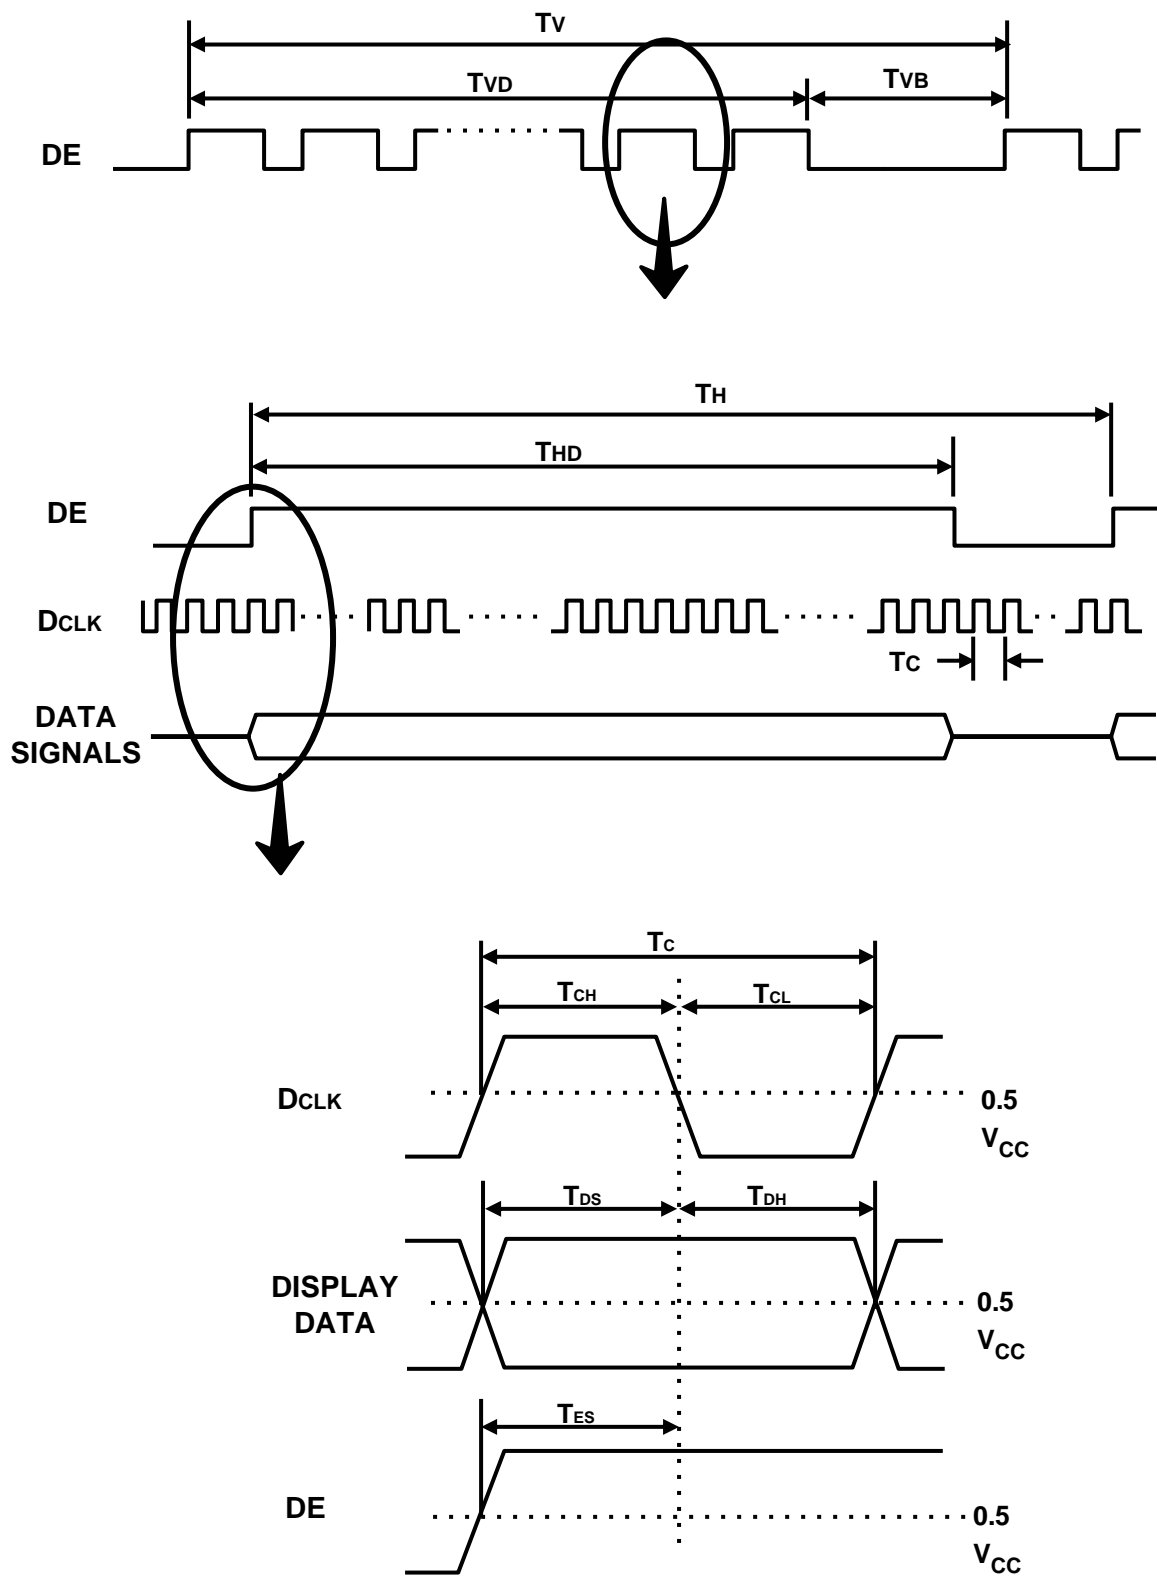 TV
TVD
TVB
DE
TH
THD
DE
DCLK
TC
DATA
SIGNALS
TC
TCH
TCL
DCLK
0.5
VCC
TDS
TDH
DISPLAY
DATA
0.5
VCC
TES
DE
0.5
VCC